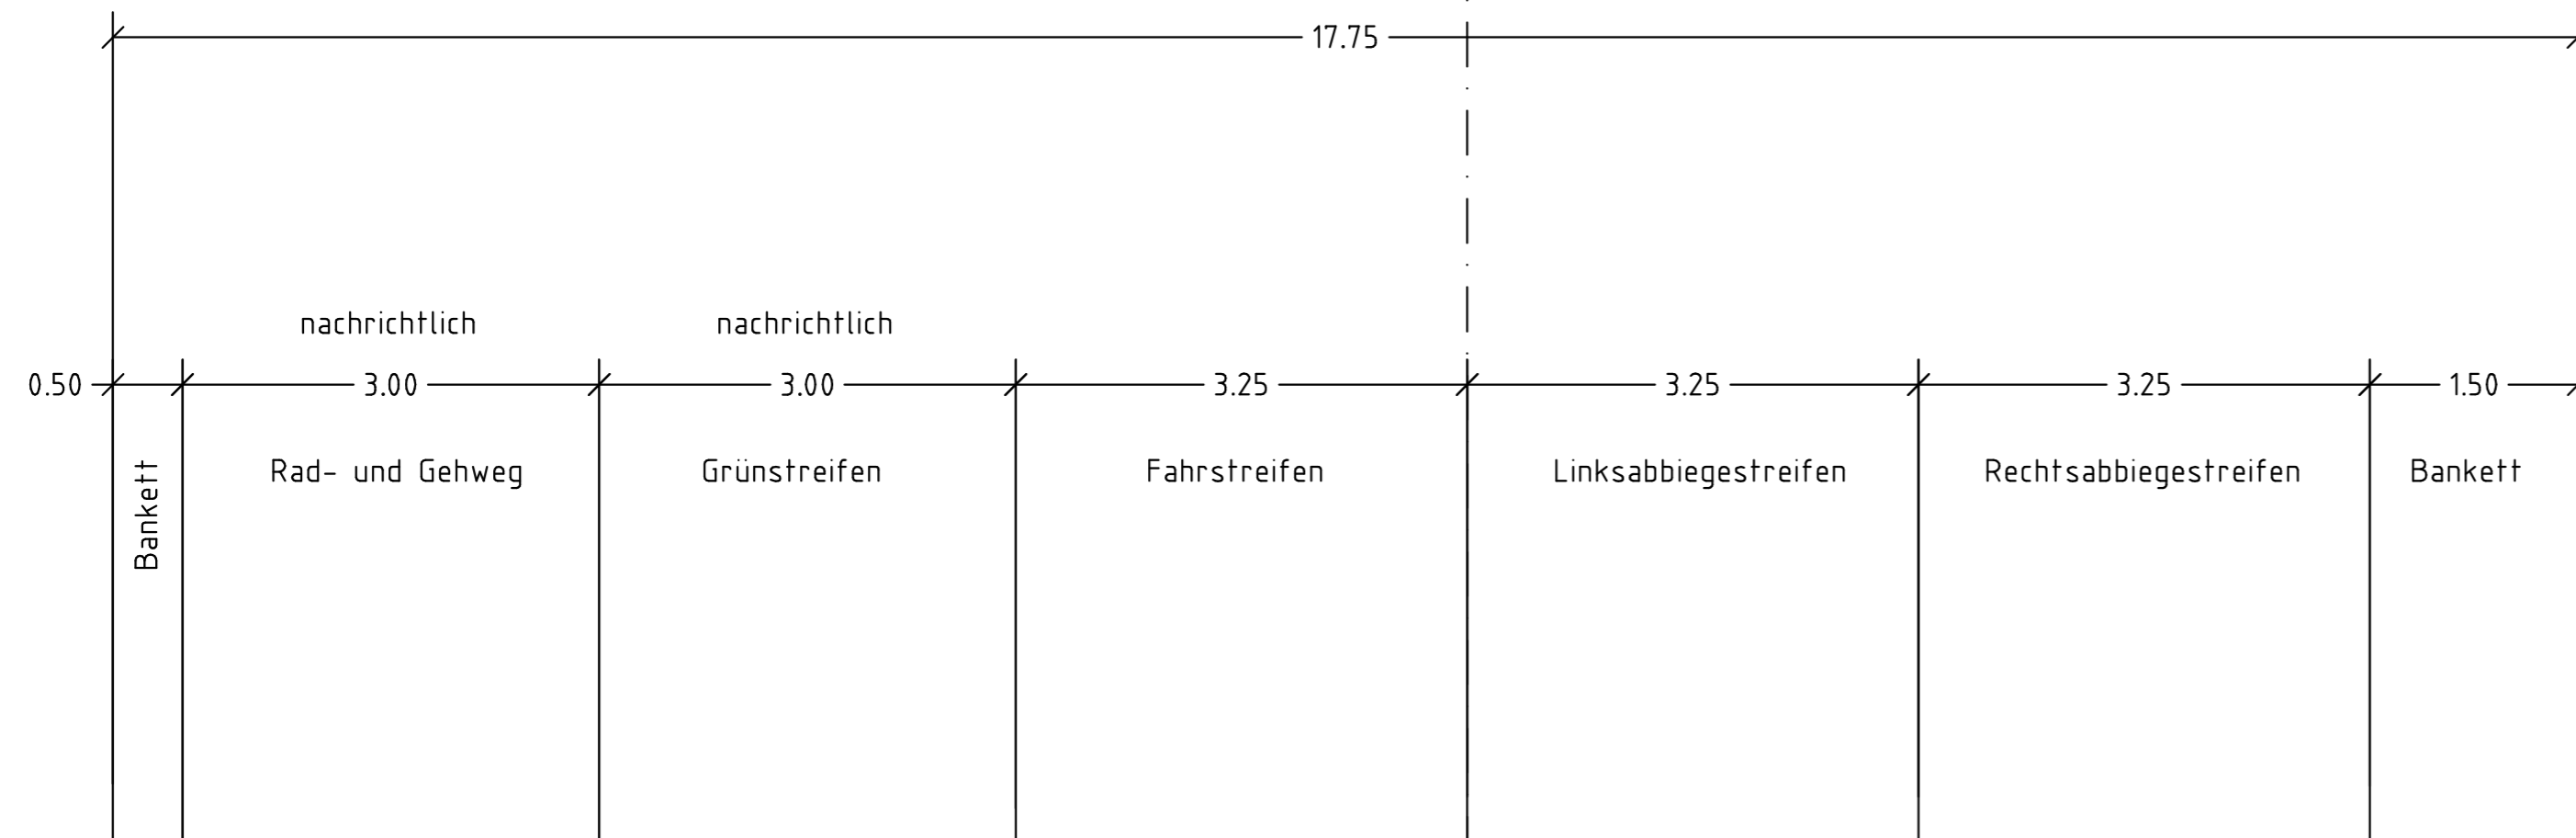 17.75
nachrichtlich nachrichtlich
0.50 3.00 3.00 3.25 3.25 3.25 1.50
Bankett Rad- und Gehweg Grünstreifen Fahrstreifen Linksabbiegestreifen Rechtsabbiegestreifen Bankett